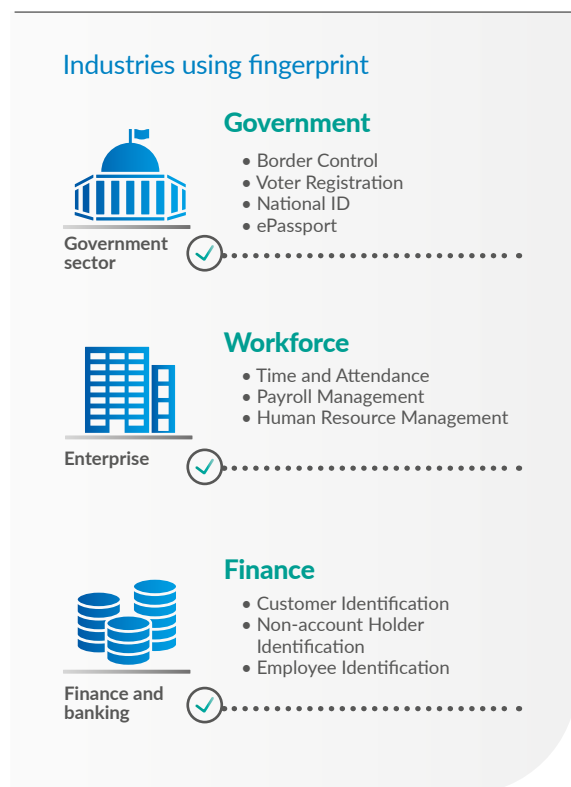 Industries using fingerprint
Government
• Border Control
• Voter Registration
• National ID
• ePassport
Government
sector
Workforce
• Time and Attendance
• Payroll Management
• Human Resource Management
Enterprise
Finance
• Customer Identification
• Non-account Holder
Identification
• Employee Identification
Finance and
banking